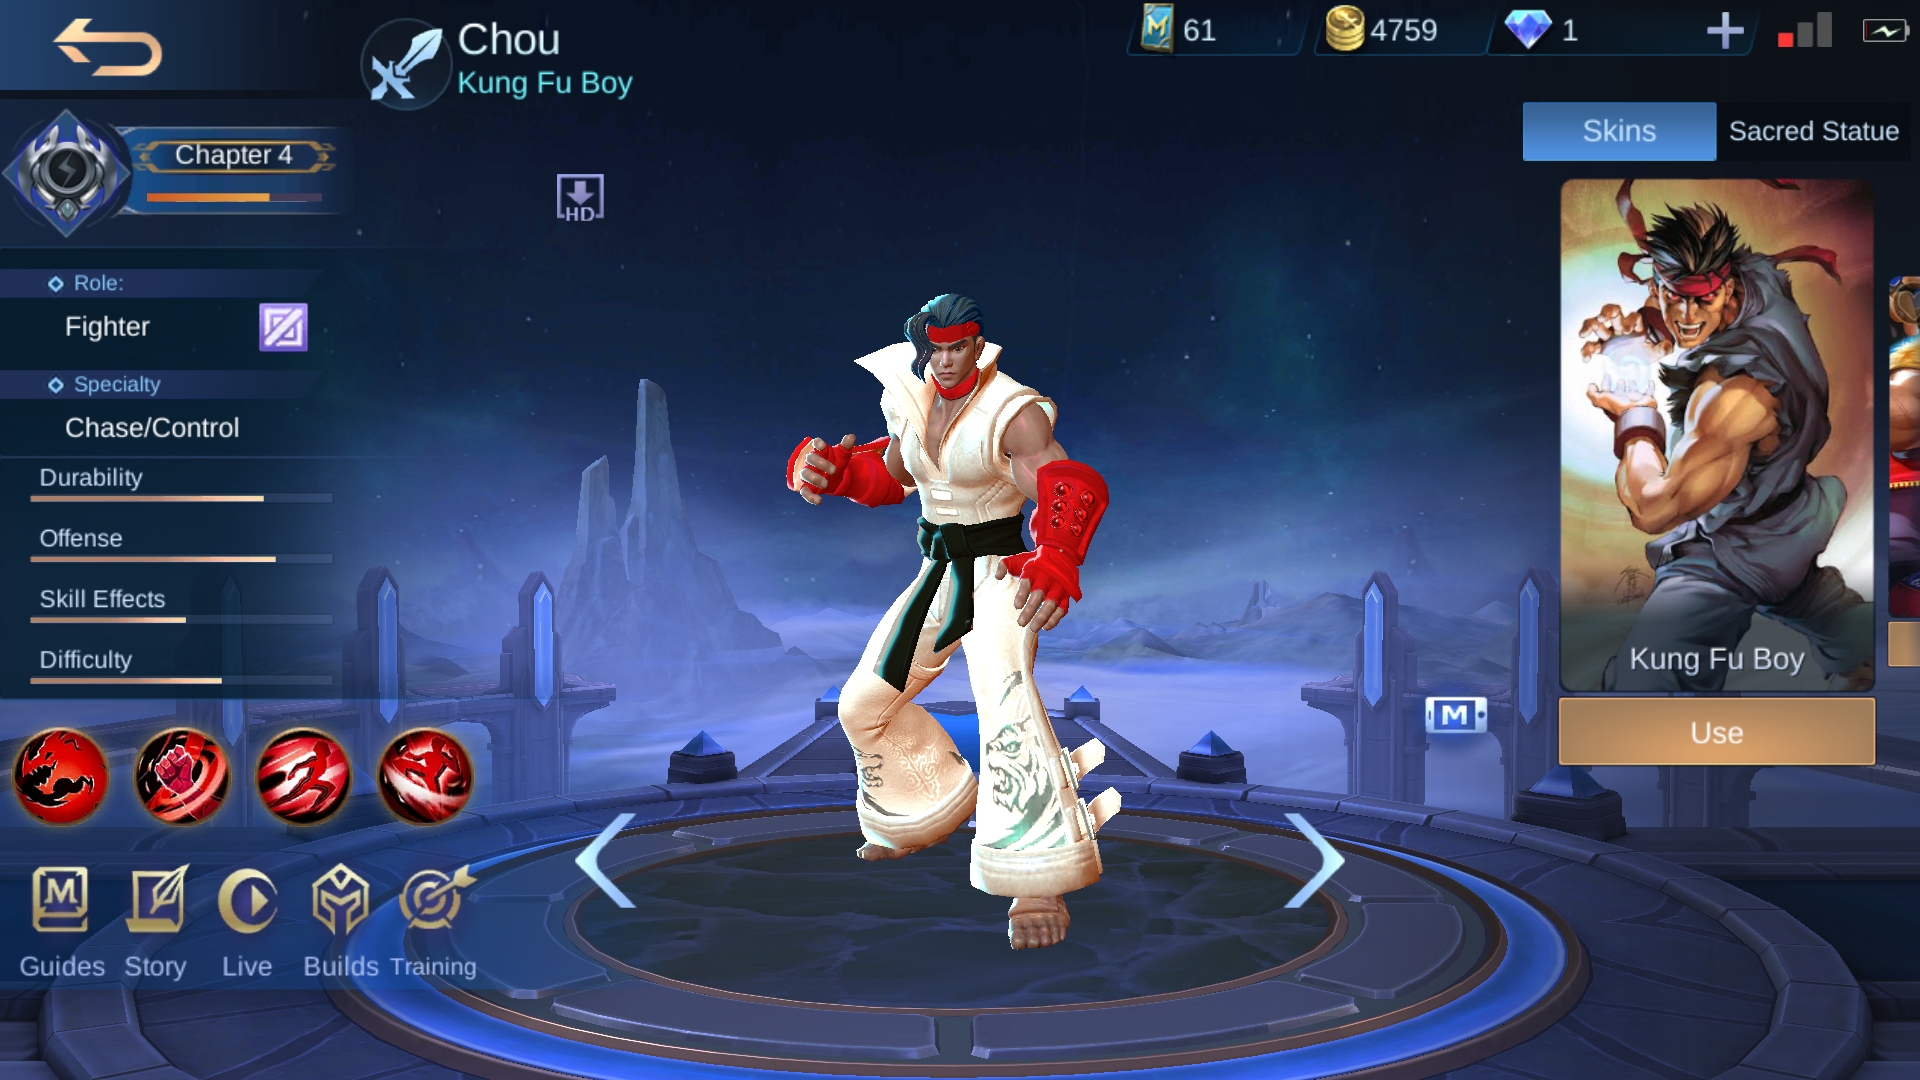 Chou
Kung Fu Boy
61
4759
1
Chapter 4
HD
Skins
Sacred Statue
Role:
Fighter
Specialty
Chase/Control
Durability
Offense
Skill Effects
Difficulty
Kung Fu Boy
M
Use
Guides
Story
Live
Builds
Training